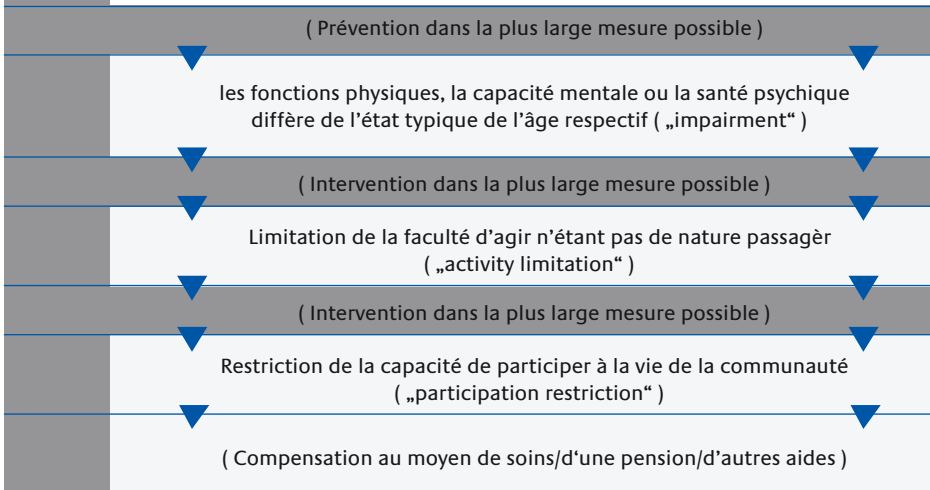 ( Prévention dans la plus large mesure possible )
les fonctions physiques, la capacité mentale ou la santé psychique
diffère de l’état typique de l’âge respectif ( „impairment“ )
( Intervention dans la plus large mesure possible )
Limitation de la faculté d’agir n’étant pas de nature passagèr
( „activity limitation“ )
( Intervention dans la plus large mesure possible )
Restriction de la capacité de participer à la vie de la communauté
( „participation restriction“ )
( Compensation au moyen de soins/d‘une pension/d’autres aides )